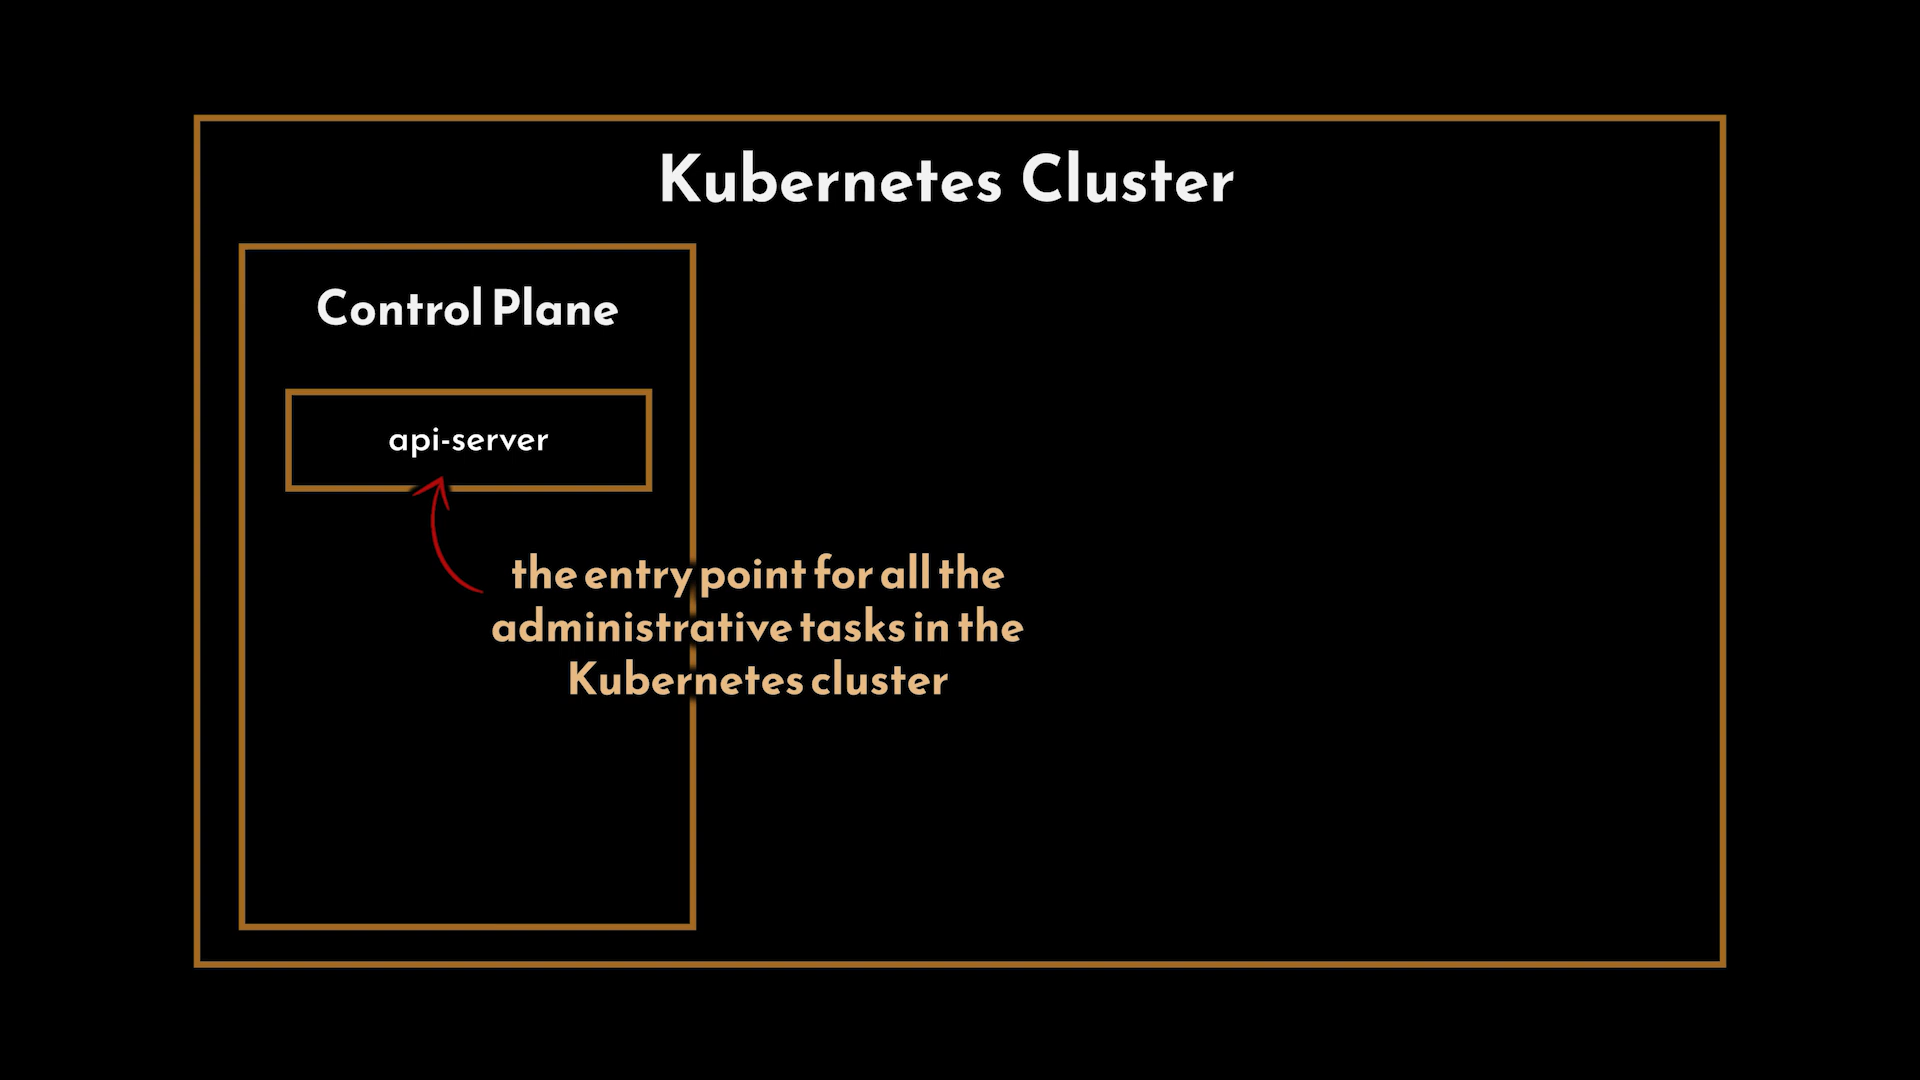 Kubernetes Cluster
Control Plane
api-server
the entry point for all the
administrative tasks in the
Kubernetes cluster